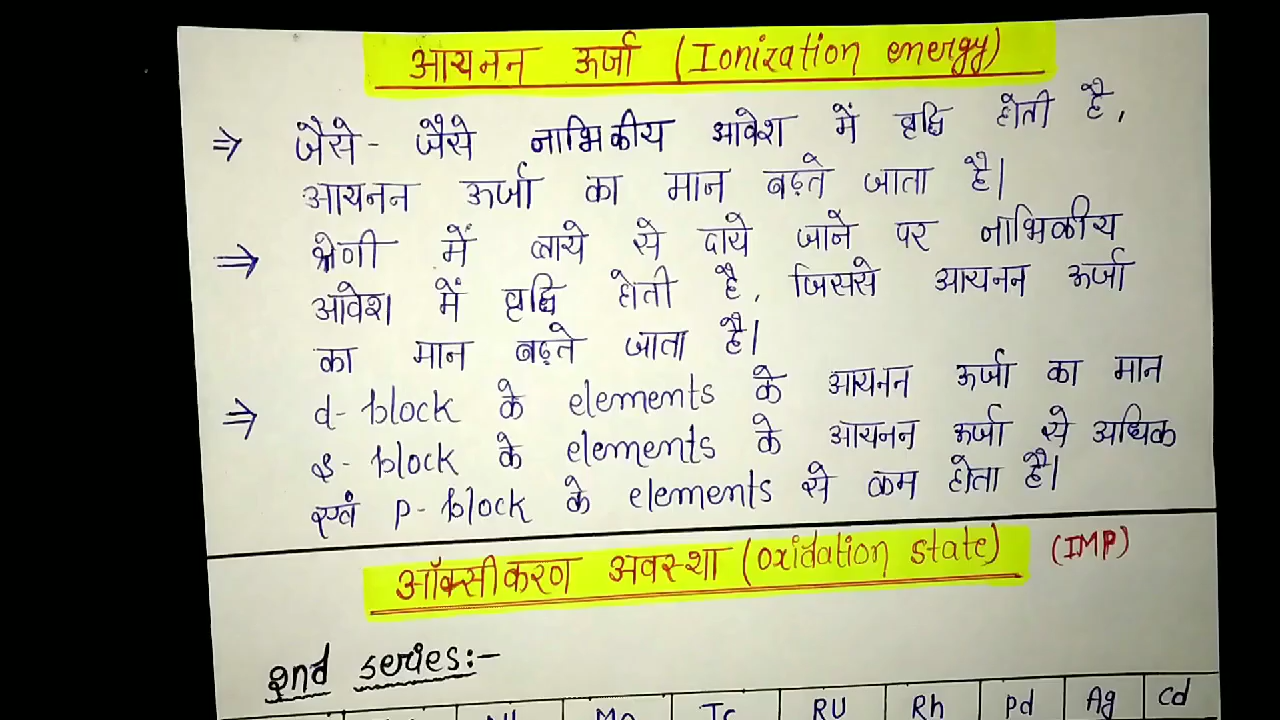 आयनन ऊर्जा (Ionization energy)
⇒ जैसे- जैसे नाभिकीय आवेश में वृद्धि होती है,
आयनन ऊर्जा का मान बढ़ते जाता है।
⇒ श्रेणी में बाये से दाये जाने पर नाभिकीय
आवेश में वृद्धि होती है, जिससे आयनन ऊर्जा
का मान बढ़ते जाता है।
⇒ d-block के elements के आयनन ऊर्जा का मान
s-block के elements के आयनन ऊर्जा से अधिक
एवं p-block के elements से कम होता है।
ऑक्सीकरण अवस्था (oxidation state) (IMP)
2nd series:-
Mo Tc RU Rh Pd Ag Cd